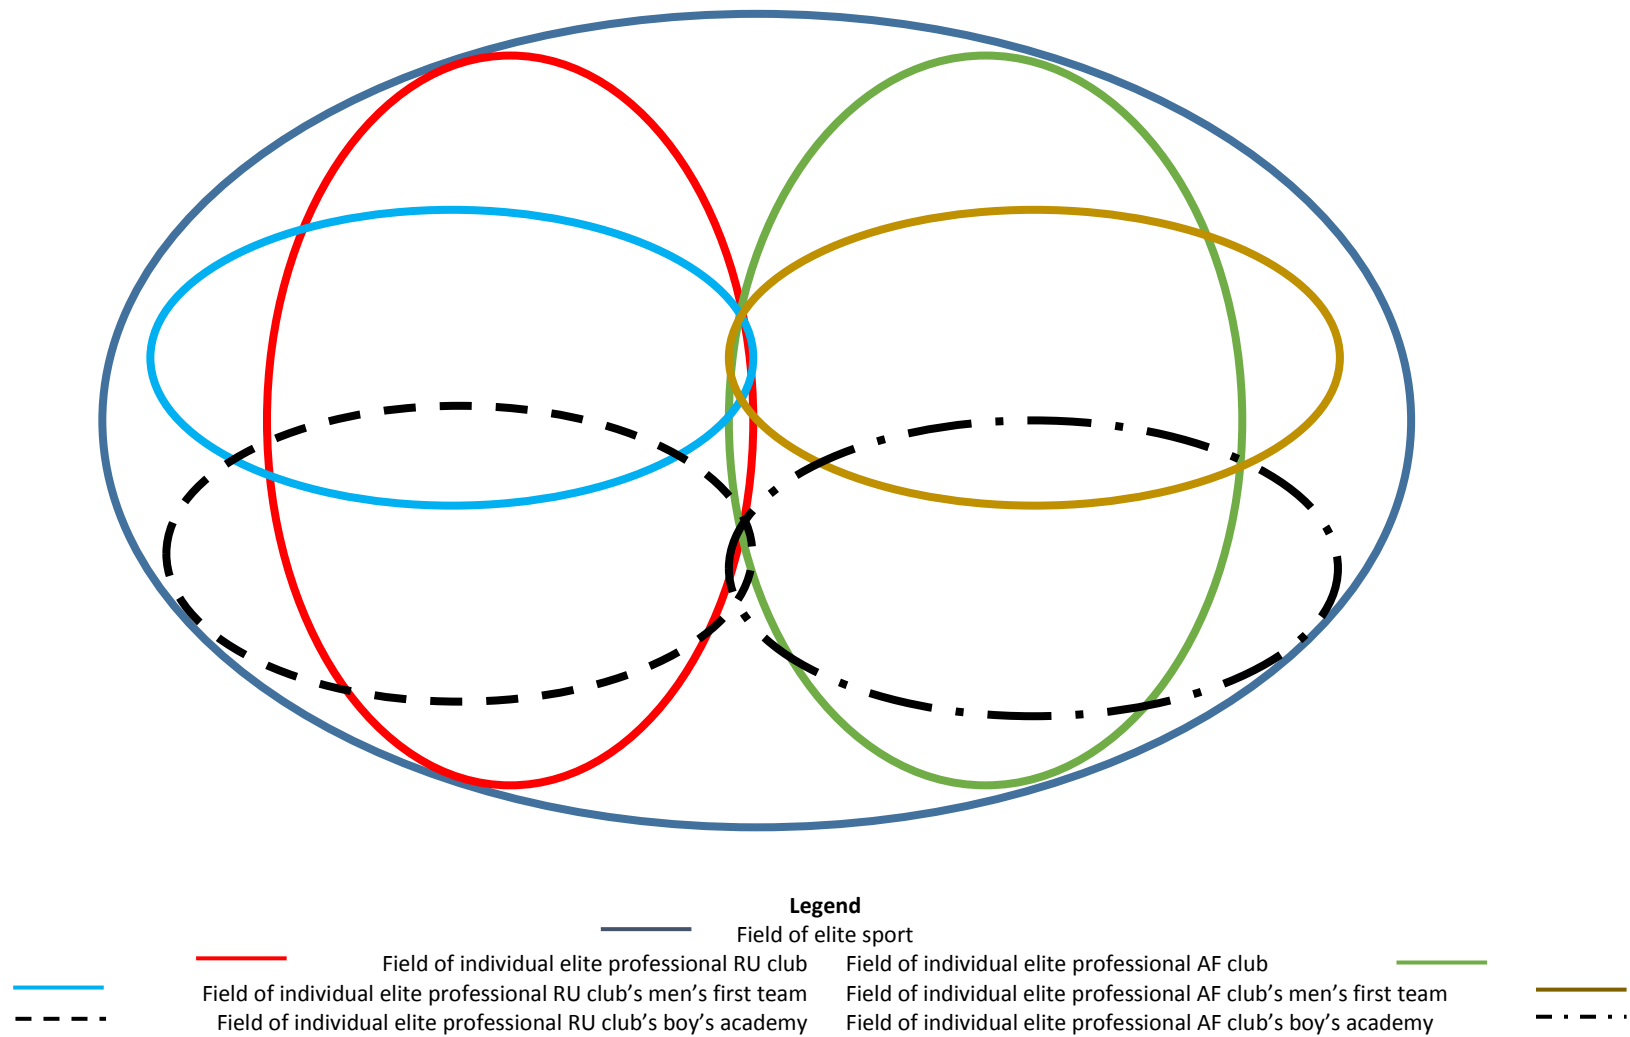 Legend
Field of elite sport
Field of individual elite professional RU club Field of individual elite professional AF club
Field of individual elite professional RU club’s men’s first team Field of individual elite professional AF club’s men’s first team
Field of individual elite professional RU club’s boy’s academy Field of individual elite professional AF club’s boy’s academy